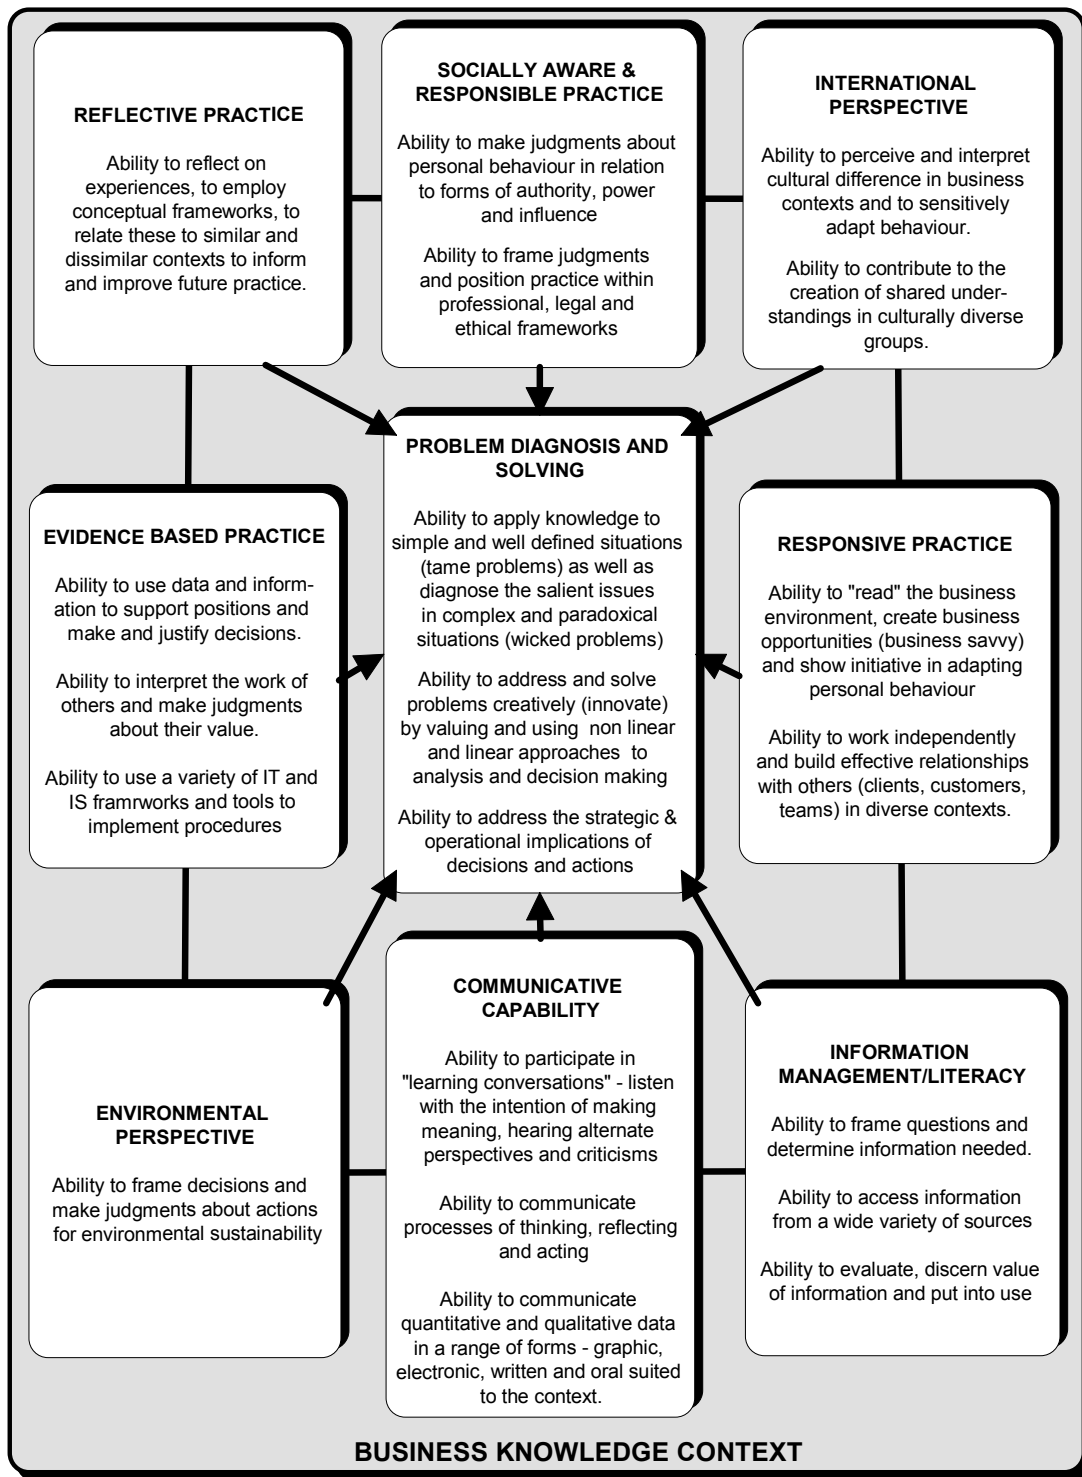 REFLECTIVE PRACTICE
Ability to reflect on
experiences, to employ
conceptual frameworks, to
relate these to similar and
dissimilar contexts to inform
and improve future practice.
SOCIALLY AWARE &
RESPONSIBLE PRACTICE
Ability to make judgments about
personal behaviour in relation
to forms of authority, power
and influence
Ability to frame judgments
and position practice within
professional, legal and
ethical frameworks
INTERNATIONAL
PERSPECTIVE
Ability to perceive and interpret
cultural difference in business
contexts and to sensitively
adapt behaviour.
Ability to contribute to the
creation of shared under-
standings in culturally diverse
groups.
EVIDENCE BASED PRACTICE
Ability to use data and inform-
ation to support positions and
make and justify decisions.
Ability to interpret the work of
others and make judgments
about their value.
Ability to use a variety of IT and
IS framrworks and tools to
implement procedures
PROBLEM DIAGNOSIS AND
SOLVING
Ability to apply knowledge to
simple and well defined situations
(tame problems) as well as
diagnose the salient issues
in complex and paradoxical
situations (wicked problems)
Ability to address and solve
problems creatively (innovate)
by valuing and using non linear
and linear approaches to
analysis and decision making
Ability to address the strategic &
operational implications of
decisions and actions
RESPONSIVE PRACTICE
Ability to "read" the business
environment, create business
opportunities (business savvy)
and show initiative in adapting
personal behaviour
Ability to work independently
and build effective relationships
with others (clients, customers,
teams) in diverse contexts.
ENVIRONMENTAL
PERSPECTIVE
Ability to frame decisions and
make judgments about actions
for environmental sustainability
COMMUNICATIVE
CAPABILITY
Ability to participate in
"learning conversations" - listen
with the intention of making
meaning, hearing alternate
perspectives and criticisms
Ability to communicate
processes of thinking, reflecting
and acting
Ability to communicate
quantitative and qualitative data
in a range of forms - graphic,
electronic, written and oral suited
to the context.
INFORMATION
MANAGEMENT/LITERACY
Ability to frame questions and
determine information needed.
Ability to access information
from a wide variety of sources
Ability to evaluate, discern value
of information and put into use
BUSINESS KNOWLEDGE CONTEXT